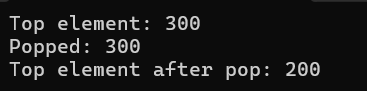 Top element: 300
Popped: 300
Top element after pop: 200